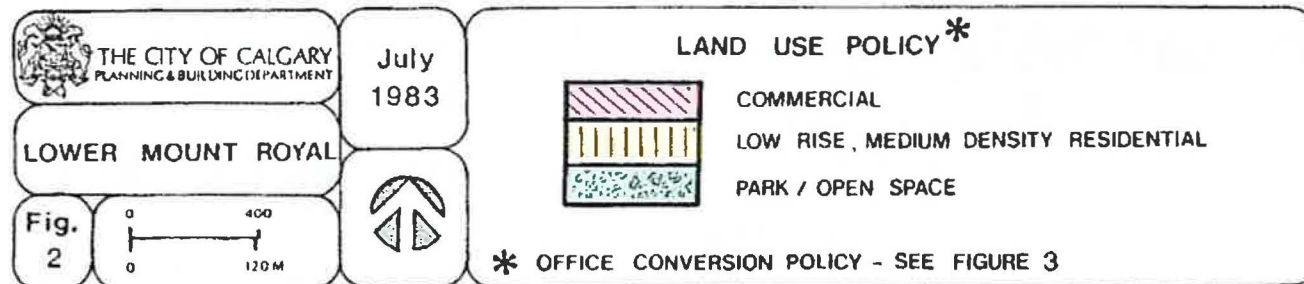 THE CITY OF CALGARY
PLANNING & BUILDING DEPARTMENT
July
1983
LOWER MOUNT ROYAL
Fig.
2
0 400
0 120 M
LAND USE POLICY*
COMMERCIAL
LOW RISE, MEDIUM DENSITY RESIDENTIAL
PARK / OPEN SPACE
* OFFICE CONVERSION POLICY - SEE FIGURE 3